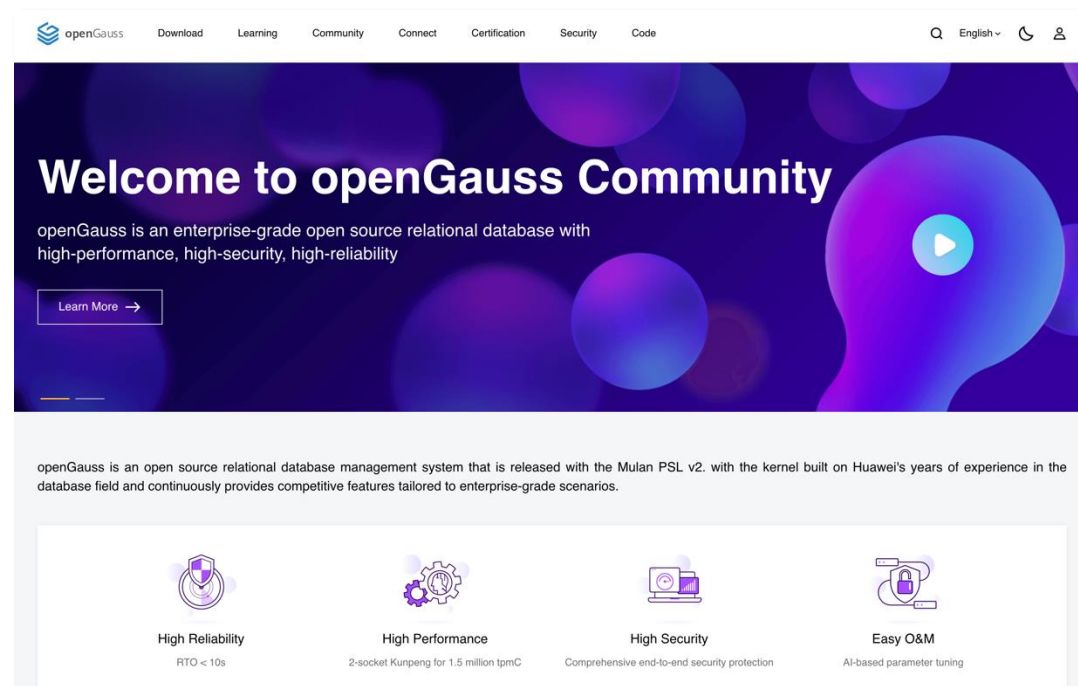 openGauss Download Learning Community Connect Certification Security Code English
Welcome to openGauss Community
openGauss is an enterprise-grade open source relational database with
high-performance, high-security, high-reliability
Learn More
openGauss is an open source relational database management system that is released with the Mulan PSL v2. with the kernel built on Huawei's years of experience in the
database field and continuously provides competitive features tailored to enterprise-grade scenarios.
High Reliability High Performance High Security Easy O&M
RTO < 10s 2-socket Kunpeng for 1.5 million tpmC Comprehensive end-to-end security protection AI-based parameter tuning